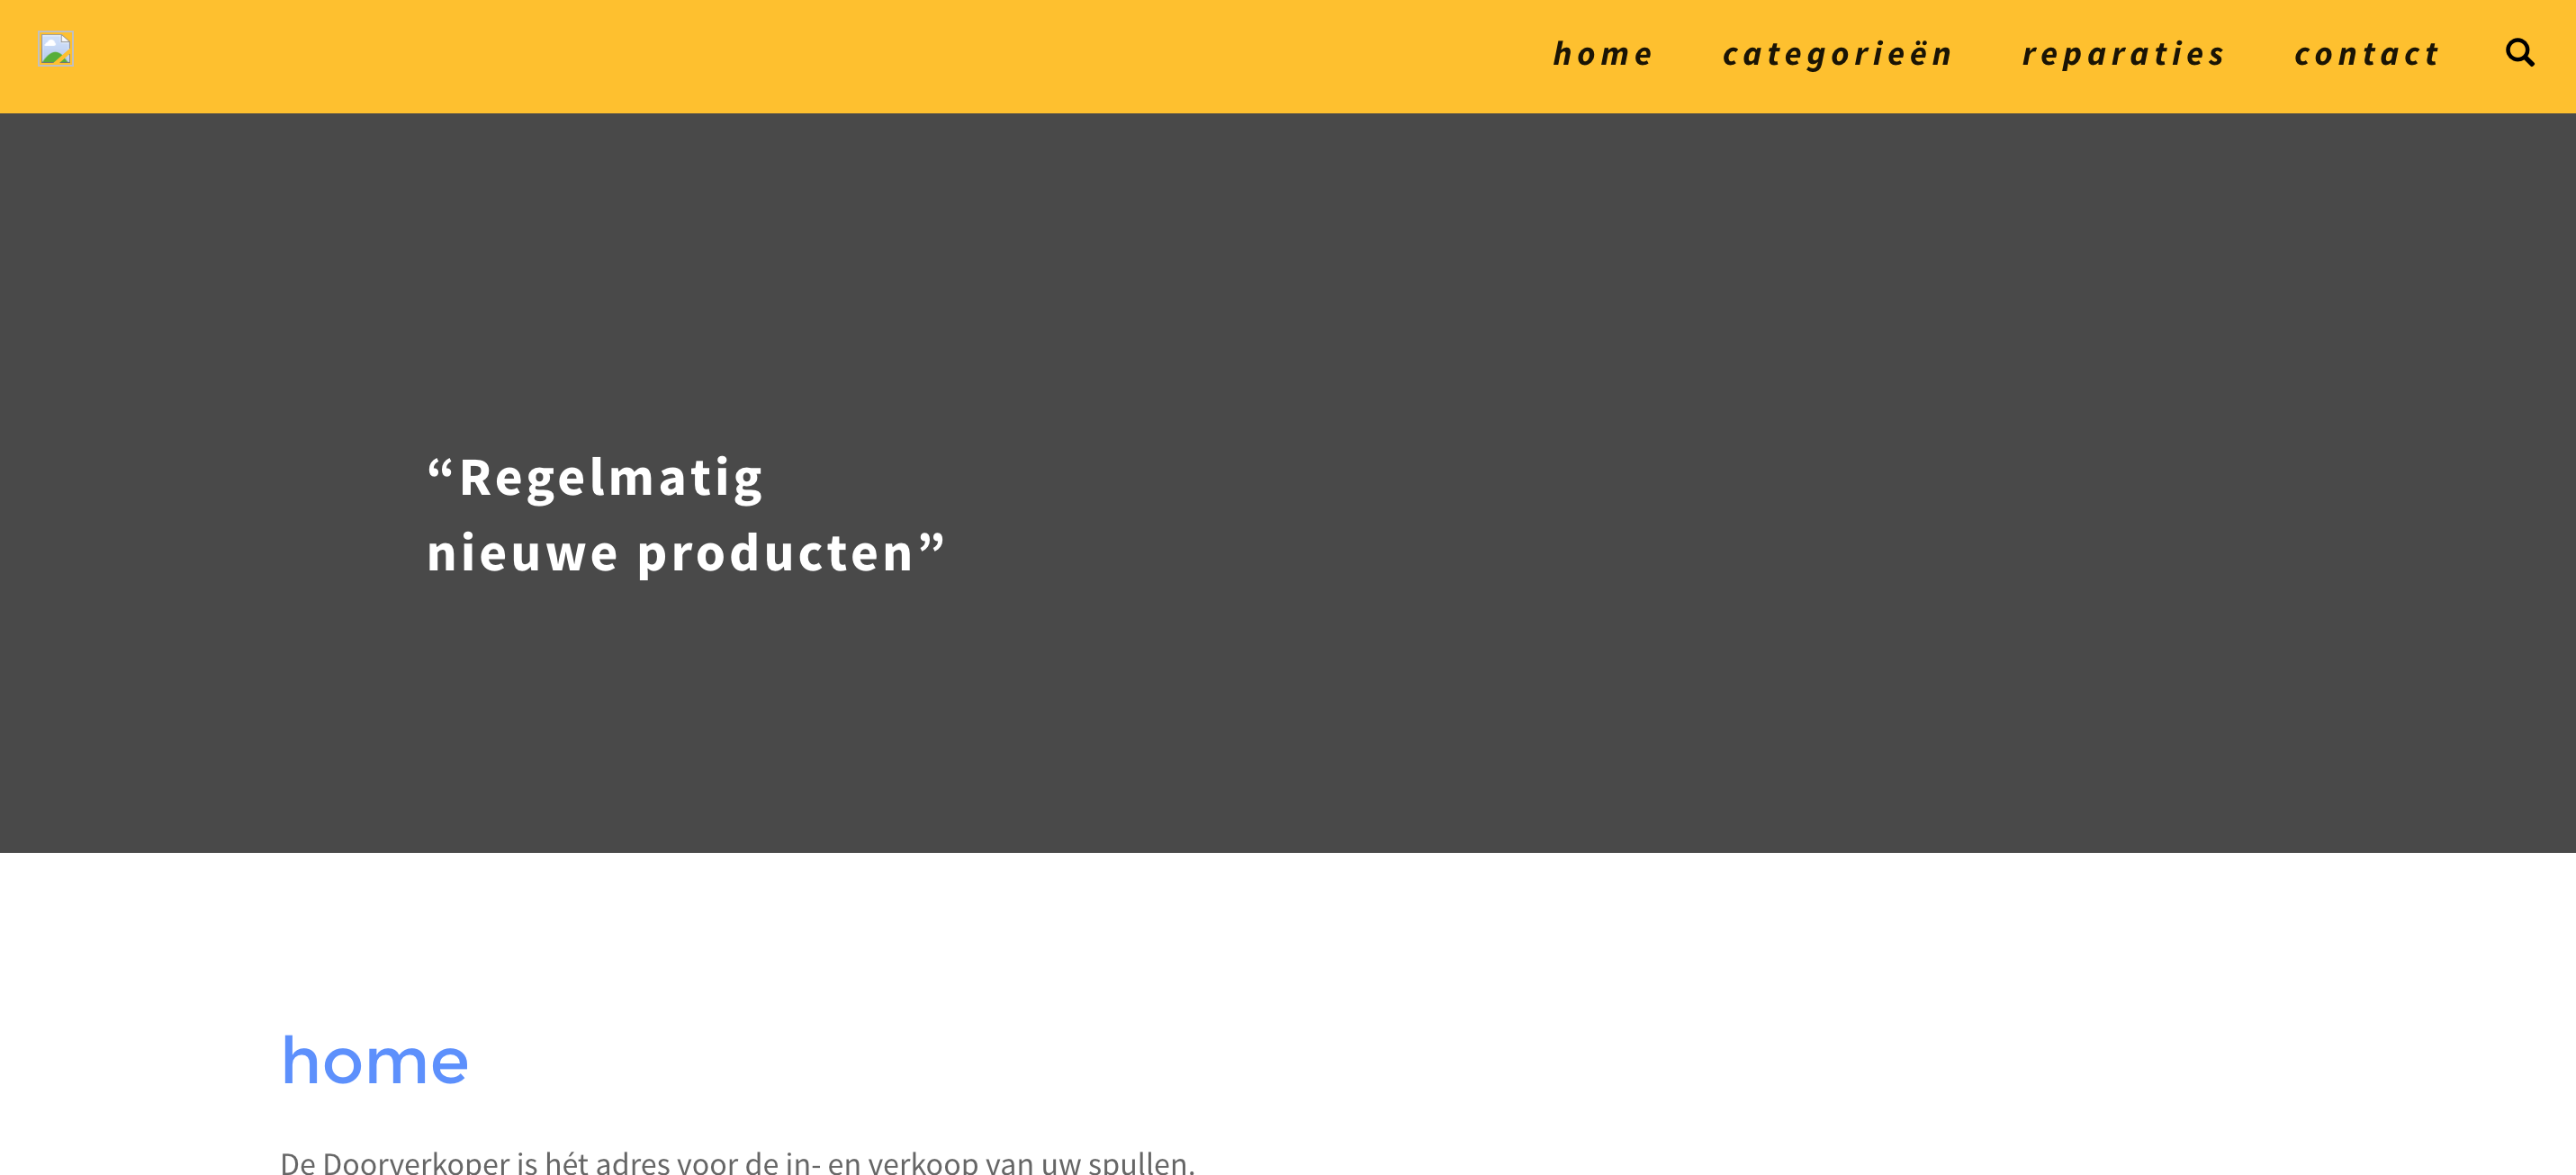 home categorieën reparaties contact
“Regelmatig
nieuwe producten”
home
De Doorverkoper is hét adres voor de in- en verkoop van uw spullen.